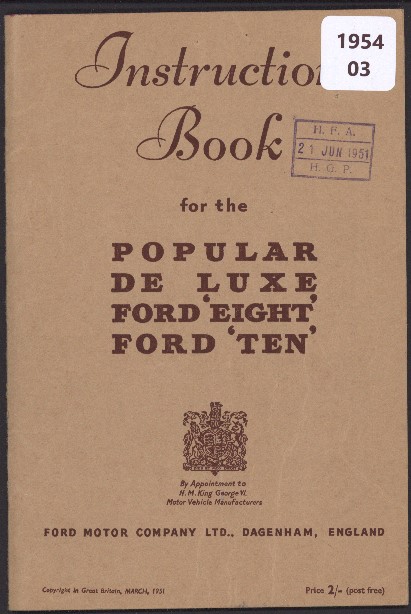 Instruction
1954
03
Book
H. F. A.
21 JUN 1951
H. G. P.
for the
POPULAR
DE LUXE
FORD 'EIGHT'
FORD 'TEN'
By Appointment to
H. M. King George VI.
Motor Vehicle Manufacturers
FORD MOTOR COMPANY LTD., DAGENHAM, ENGLAND
Copyright in Great Britain, MARCH, 1951
Price 2/- (post free)